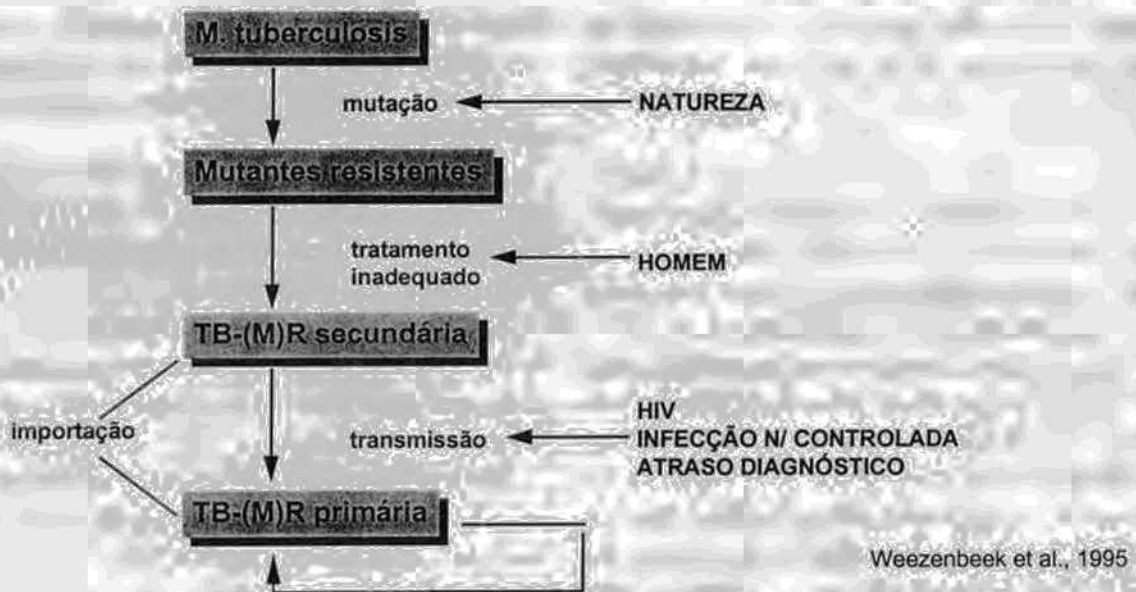 M. tuberculosis
mutação
NATUREZA
Mutantes resistentes
tratamento
inadequado
HOMEM
TB-(M)R secundária
importação
transmissão
HIV
INFECÇÃO N/ CONTROLADA
ATRASO DIAGNÓSTICO
TB-(M)R primária
Weezenbeek et al., 1995